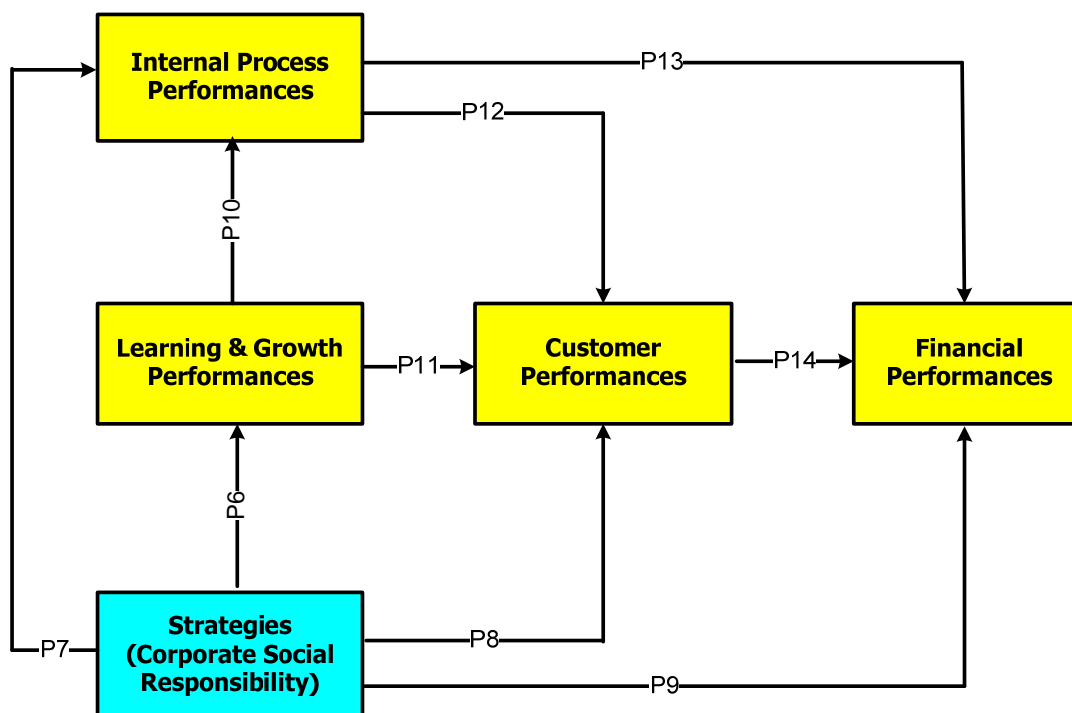 Internal Process
Performances
P13
P12
P10
Learning & Growth
Performances
P11
Customer
Performances
P14
Financial
Performances
P6
Strategies
(Corporate Social
Responsibility)
P7
P8
P9